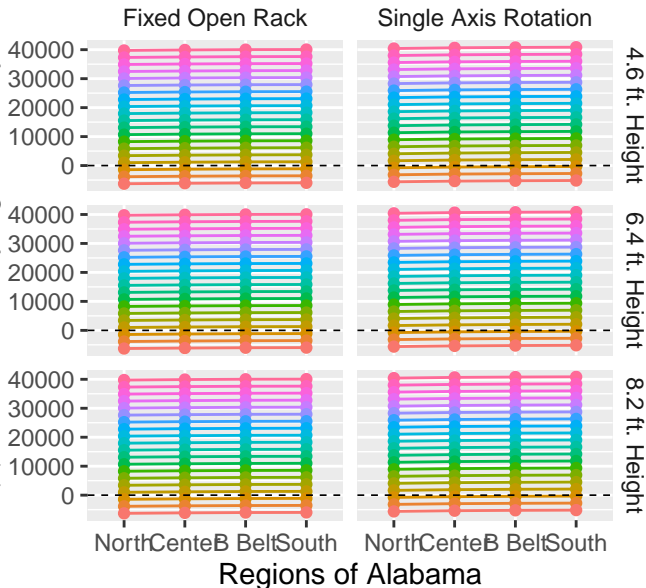 Fixed Open Rack Single Axis Rotation
40000
30000
20000
10000
0
4.6 ft. Height
40000
30000
20000
10000
0
6.4 ft. Height
40000
30000
20000
10000
0
8.2 ft. Height
North Center B Belt South North Center B Belt South
Regions of Alabama